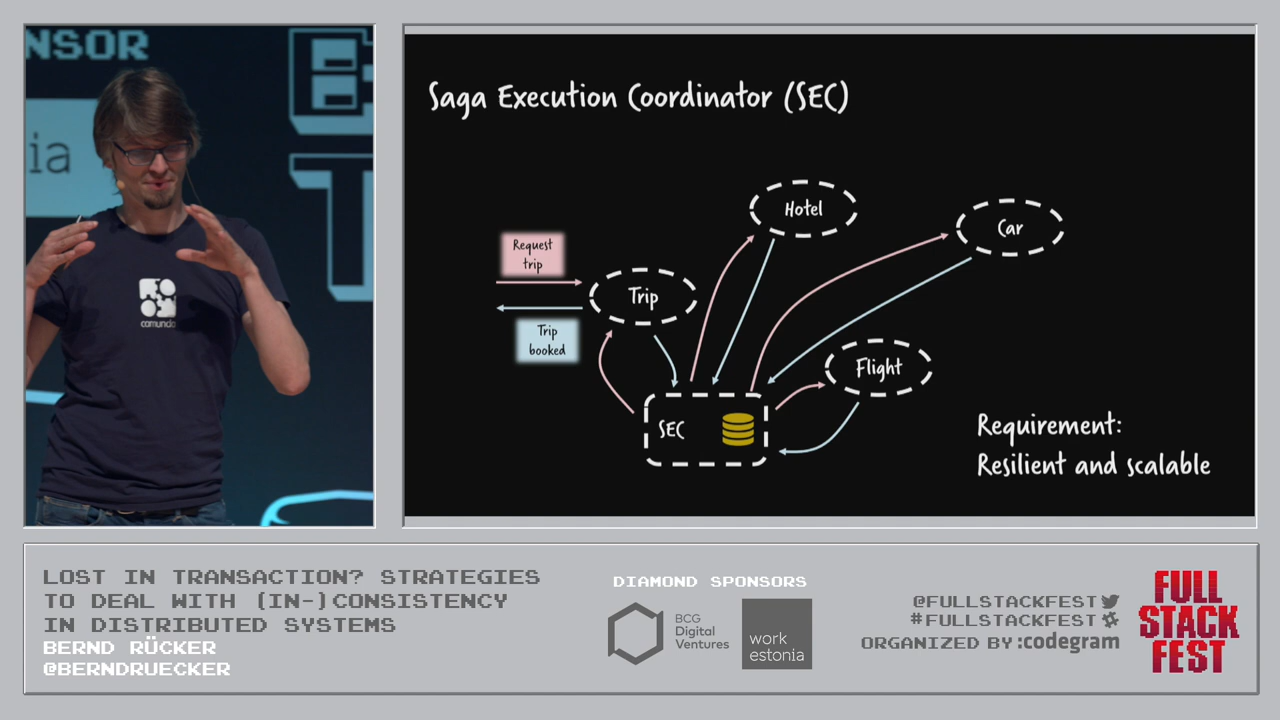 NSOR
ia
camunda
Saga Execution Coordinator (SEC)
Hotel
Car
Request
trip
Trip
Trip
booked
Flight
SEC
Requirement:
Resilient and scalable
LOST IN TRANSACTION? STRATEGIES
TO DEAL WITH (IN-)CONSISTENCY
IN DISTRIBUTED SYSTEMS
BERND RÜCKER
@BERNDRUECKER
DIAMOND SPONSORS
BCG
Digital
Ventures
work
estonia
@FULLSTACKFEST
#FULLSTACKFEST
ORGANIZED BY :codegram
FULL
STACK
FEST